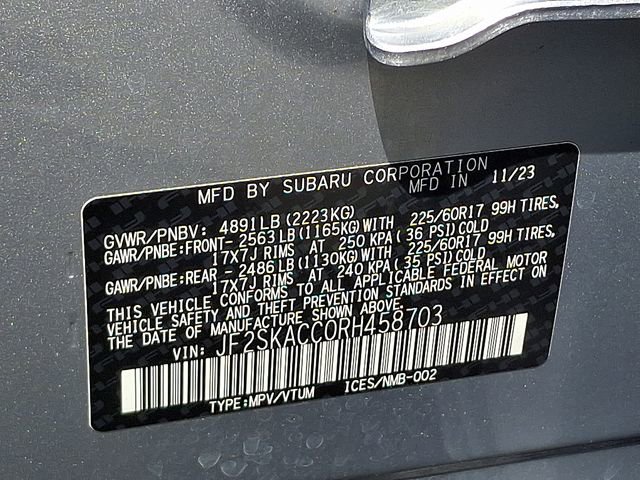 MFD BY SUBARU CORPORATION
MFD IN 11/23
GVWR/PNBV: 4891LB(2223KG)
GAWR/PNBE:FRONT- 2563LB(1165KG)WITH 225/60R17 99H TIRES,
17X7J RIMS AT 250 KPA( 36 PSI)COLD
GAWR/PNBE:REAR - 2486LB(1130KG)WITH 225/60R17 99H TIRES,
17X7J RIMS AT 240 KPA( 35 PSI)COLD
THIS VEHICLE CONFORMS TO ALL APPLICABLE FEDERAL MOTOR
VEHICLE SAFETY AND THEFT PREVENTION STANDARDS IN EFFECT ON
THE DATE OF MANUFACTURE SHOWN ABOVE.
VIN: JF2SKACC0RH458703
TYPE:MPV/VTUM ICES/NMB-002